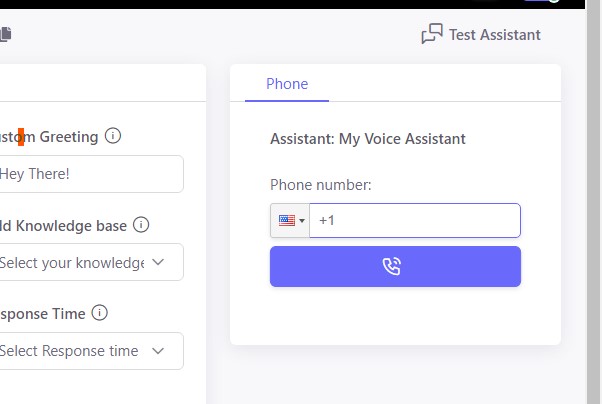 Test Assistant
stom Greeting
Hey There!
ld Knowledge base
Select your knowledge
sponse Time
Select Response time
Phone
Assistant: My Voice Assistant
Phone number:
+1